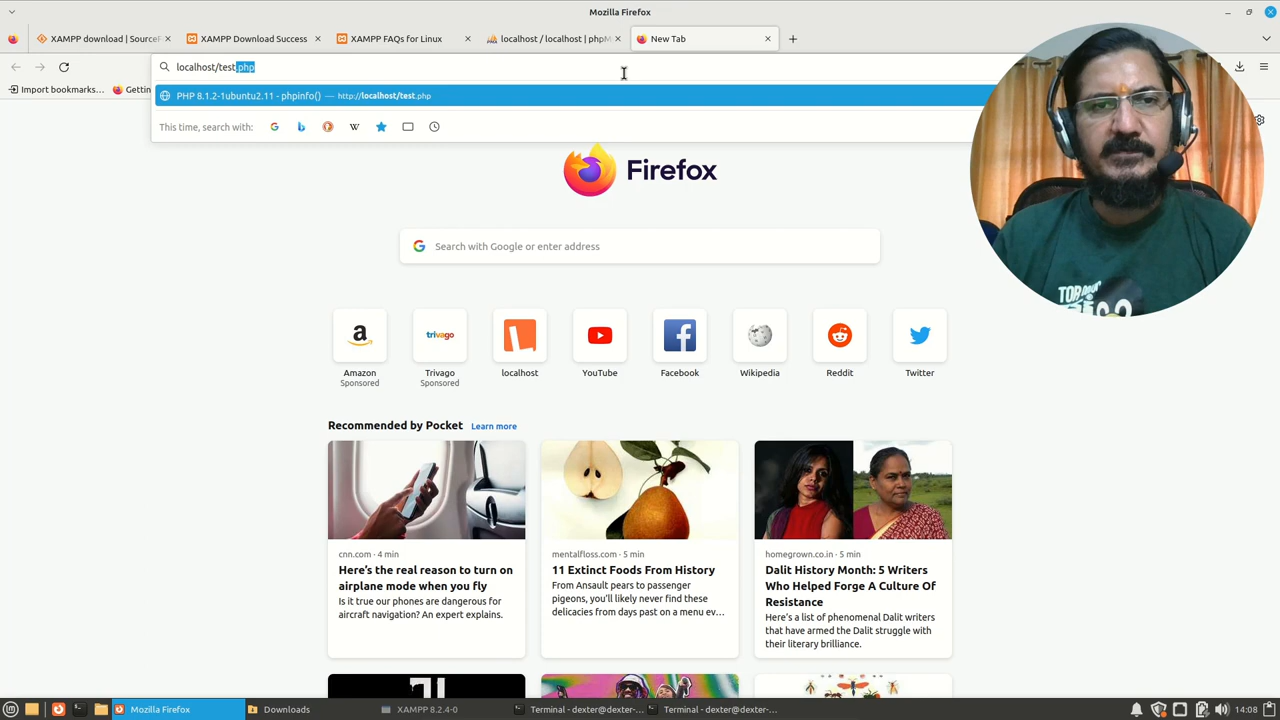 Mozilla Firefox
XAMPP download | SourceF
XAMPP Download Success
XAMPP FAQs for Linux
localhost / localhost | phpM
New Tab
localhost/test.php
Import bookmarks...
Gettin
PHP 8.1.2-1ubuntu2.11 - phpinfo() — http://localhost/test.php
This time, search with:
Firefox
Search with Google or enter address
Amazon
Sponsored
trivago
Trivago
Sponsored
localhost
YouTube
Facebook
Wikipedia
Reddit
Twitter
Recommended by Pocket
Learn more
cnn.com · 4 min
Here's the real reason to turn on
airplane mode when you fly
Is it true our phones are dangerous for
aircraft navigation? An expert explains.
mentalfloss.com · 5 min
11 Extinct Foods From History
From Ansault pears to passenger
pigeons, you'll likely never find these
delicacies from days past on a menu ev...
homegrown.co.in · 5 min
Dalit History Month: 5 Writers
Who Helped Forge A Culture Of
Resistance
Here's a list of phenomenal Dalit writers
that have armed the Dalit struggle with
their literary brilliance.
Mozilla Firefox
Downloads
XAMPP 8.2.4-0
Terminal - dexter@dexter-...
Terminal - dexter@dexter-...
14:08